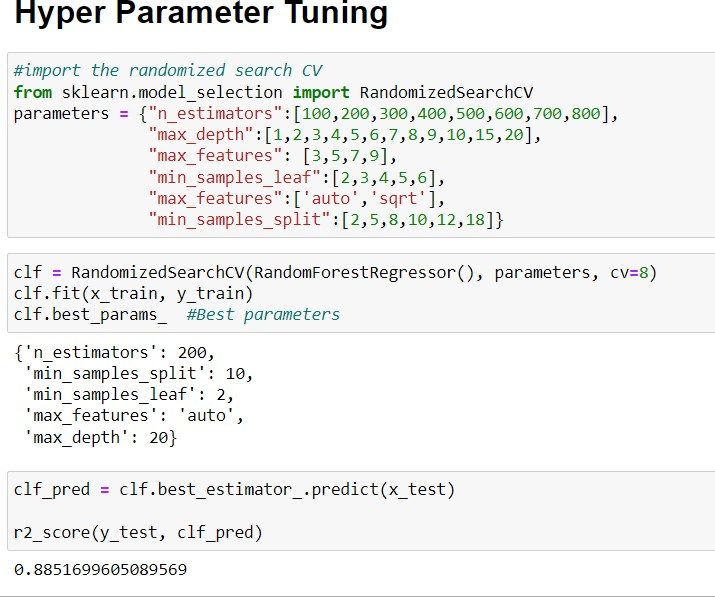 Hyper Parameter Tuning
#import the randomized search CV
from sklearn.model_selection import RandomizedSearchCV
parameters = {"n_estimators":[100,200,300,400,500,600,700,800],
"max_depth":[1,2,3,4,5,6,7,8,9,10,15,20],
"max_features": [3,5,7,9],
"min_samples_leaf":[2,3,4,5,6],
"max_features":['auto','sqrt'],
"min_samples_split":[2,5,8,10,12,18]}
clf = RandomizedSearchCV(RandomForestRegressor(), parameters, cv=8)
clf.fit(x_train, y_train)
clf.best_params_  #Best parameters
{'n_estimators': 200,
'min_samples_split': 10,
'min_samples_leaf': 2,
'max_features': 'auto',
'max_depth': 20}
clf_pred = clf.best_estimator_.predict(x_test)
r2_score(y_test, clf_pred)
0.8851699605089569